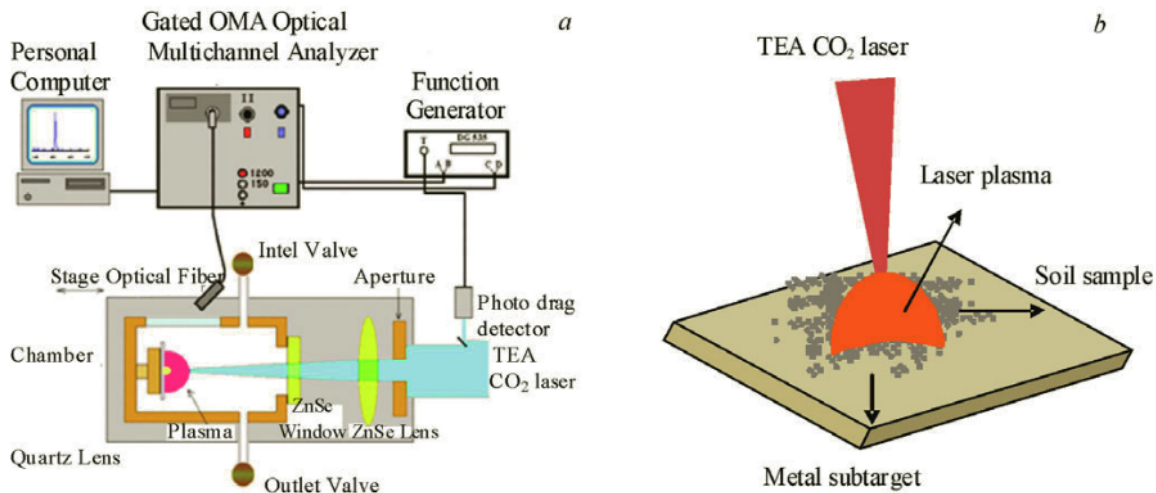 a
Gated OMA Optical
Multichannel Analyzer
Personal
Computer
Function
Generator
II
1200
150
DG 535
T
A B
C D
Intel Valve
Stage Optical Fiber
Aperture
Photo drag
detector
TEA
CO₂ laser
Chamber
Plasma
ZnSe
Window
ZnSe Lens
Quartz Lens
Outlet Valve
b
TEA CO₂ laser
Laser plasma
Soil sample
Metal subtarget